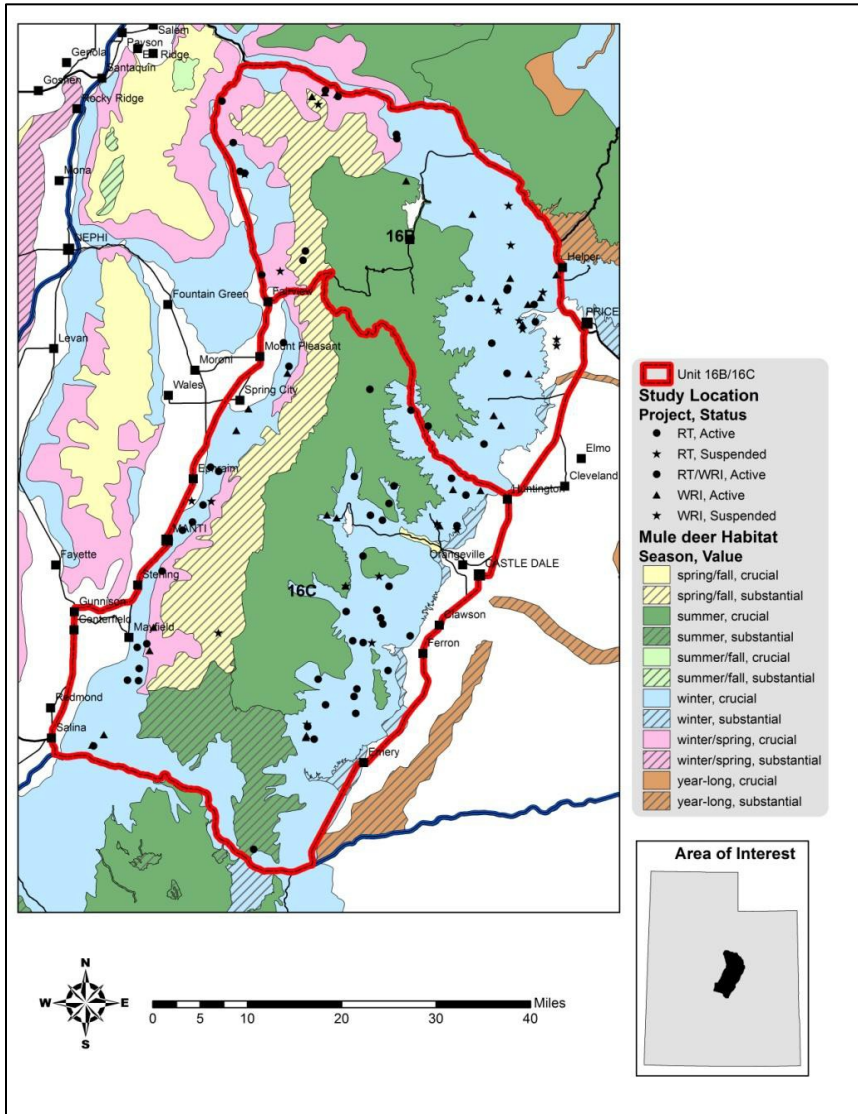 Salem
Payson
Genola
Elk Ridge
Santaquin
Goshen
Rocky Ridge
Mona
NEPHI
16B
Helper
Fountain Green
Fairview
PRICE
Levan
Moroni
Mount Pleasant
Wales
Spring City
Elmo
Ephraim
Cleveland
Huntington
MANTI
Fayette
Orangeville
CASTLE DALE
Sterling
16C
Gunnison
Centerfield
Mayfield
Clawson
Ferron
Redmond
Salina
Emery
Unit 16B/16C
Study Location
Project, Status
RT, Active
RT, Suspended
RT/WRI, Active
WRI, Active
WRI, Suspended
Mule deer Habitat
Season, Value
spring/fall, crucial
spring/fall, substantial
summer, crucial
summer, substantial
summer/fall, crucial
summer/fall, substantial
winter, crucial
winter, substantial
winter/spring, crucial
winter/spring, substantial
year-long, crucial
year-long, substantial
Area of Interest
N
W E
S
Miles
0 5 10 20 30 40